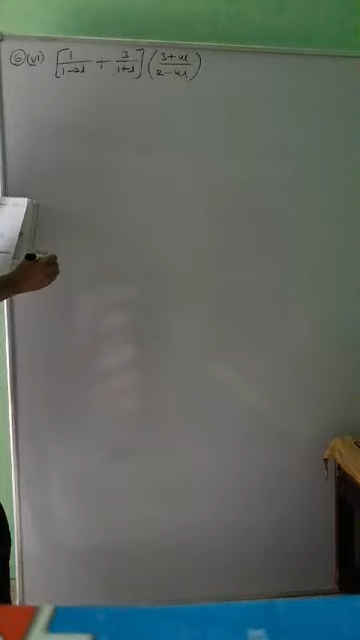 ⑤ (vi) [1/(1-2i) + 3/(1+i)] ((3+4i)/(2-4i))